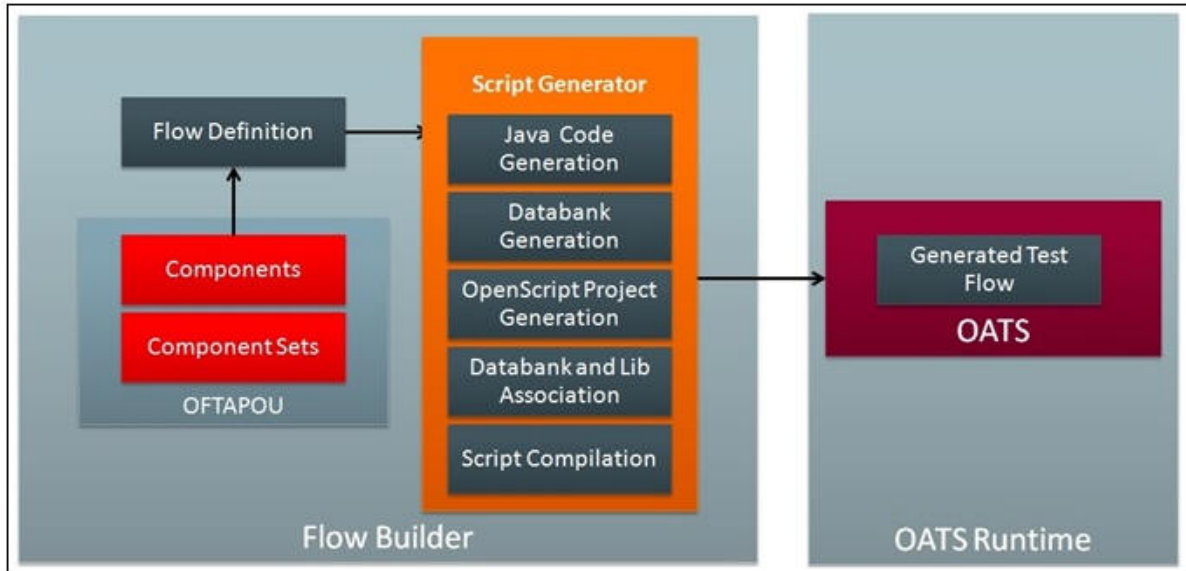 Flow Definition
Components
Component Sets
OFTAPOU
Script Generator
Java Code
Generation
Databank
Generation
OpenScript Project
Generation
Databank and Lib
Association
Script Compilation
Flow Builder
Generated Test
Flow
OATS
OATS Runtime